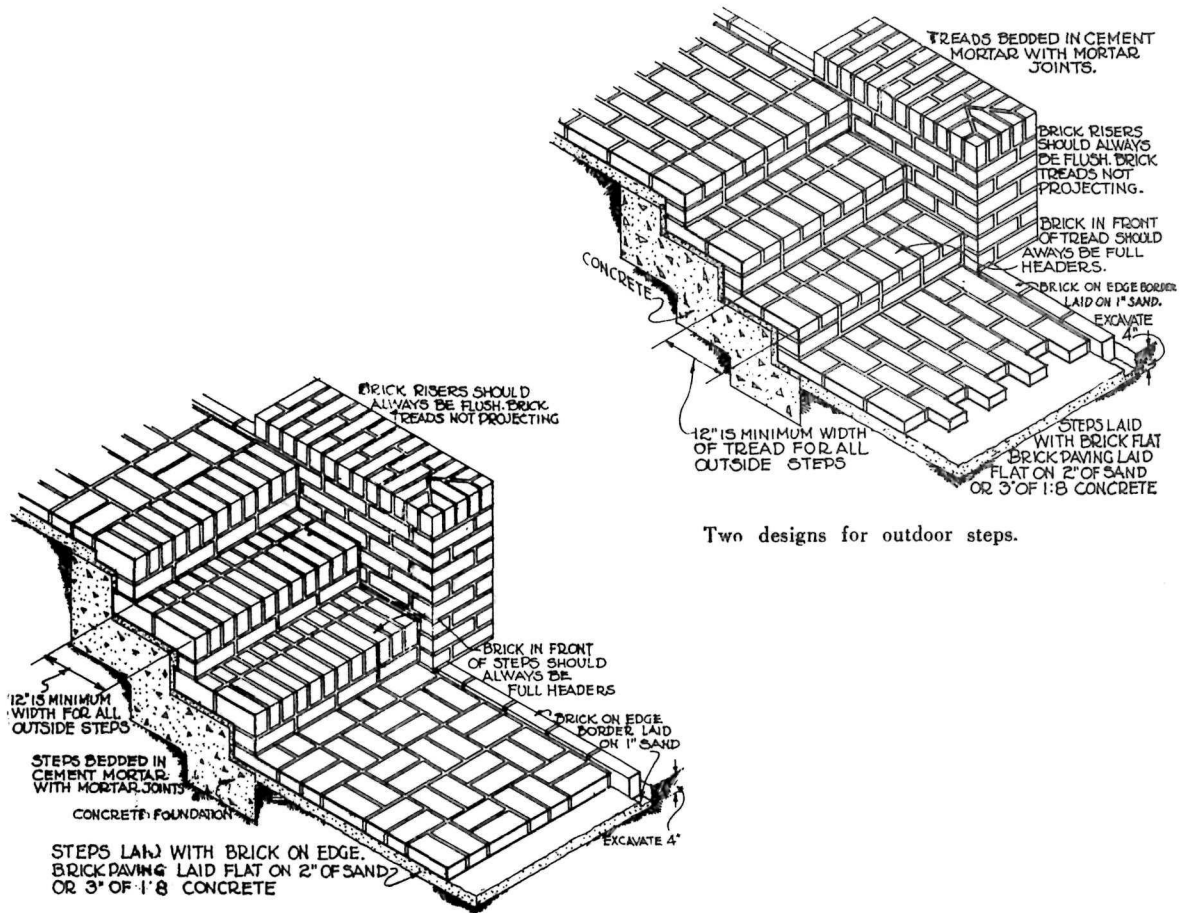 TREADS BEDDED IN CEMENT
MORTAR WITH MORTAR
JOINTS.
BRICK RISERS
SHOULD ALWAYS
BE FLUSH. BRICK
TREADS NOT
PROJECTING.
BRICK IN FRONT
OF TREAD SHOULD
AWAYS BE FULL
HEADERS.
BRICK ON EDGE BORDER
LAID ON 1" SAND.
EXCAVATE
4"
CONCRETE
12" IS MINIMUM WIDTH
OF TREAD FOR ALL
OUTSIDE STEPS
STEPS LAID
WITH BRICK FLAT
BRICK PAVING LAID
FLAT ON 2" OF SAND
OR 3" OF 1:8 CONCRETE
Two designs for outdoor steps.
BRICK RISERS SHOULD
ALWAYS BE FLUSH. BRICK
TREADS NOT PROJECTING
BRICK IN FRONT
OF STEPS SHOULD
ALWAYS BE
FULL HEADERS
BRICK ON EDGE
BORDER LAID
ON 1" SAND
12" IS MINIMUM
WIDTH FOR ALL
OUTSIDE STEPS
STEPS BEDDED IN
CEMENT MORTAR
WITH MORTAR JOINTS
CONCRETE FOUNDATION
EXCAVATE 4"
STEPS LAID WITH BRICK ON EDGE.
BRICK PAVING LAID FLAT ON 2" OF SAND
OR 3" OF 1:8 CONCRETE